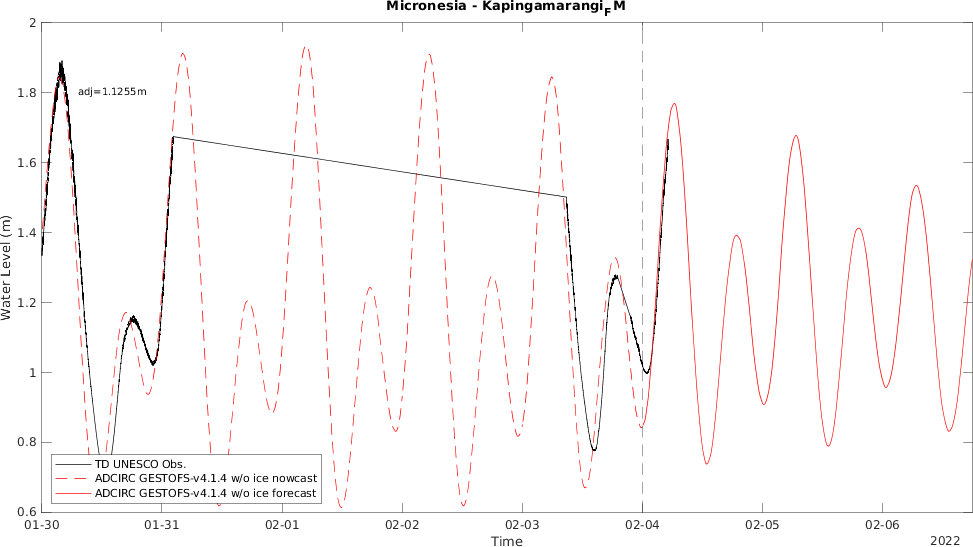 Micronesia - Kapingamarangi_FM
2
1.8
1.6
1.4
1.2
1
0.8
0.6
Water Level (m)
adj=1.1255m
TD UNESCO Obs.
ADCIRC GESTOFS-v4.1.4 w/o ice nowcast
ADCIRC GESTOFS-v4.1.4 w/o ice forecast
01-30 01-31 02-01 02-02 02-03 02-04 02-05 02-06
Time
2022